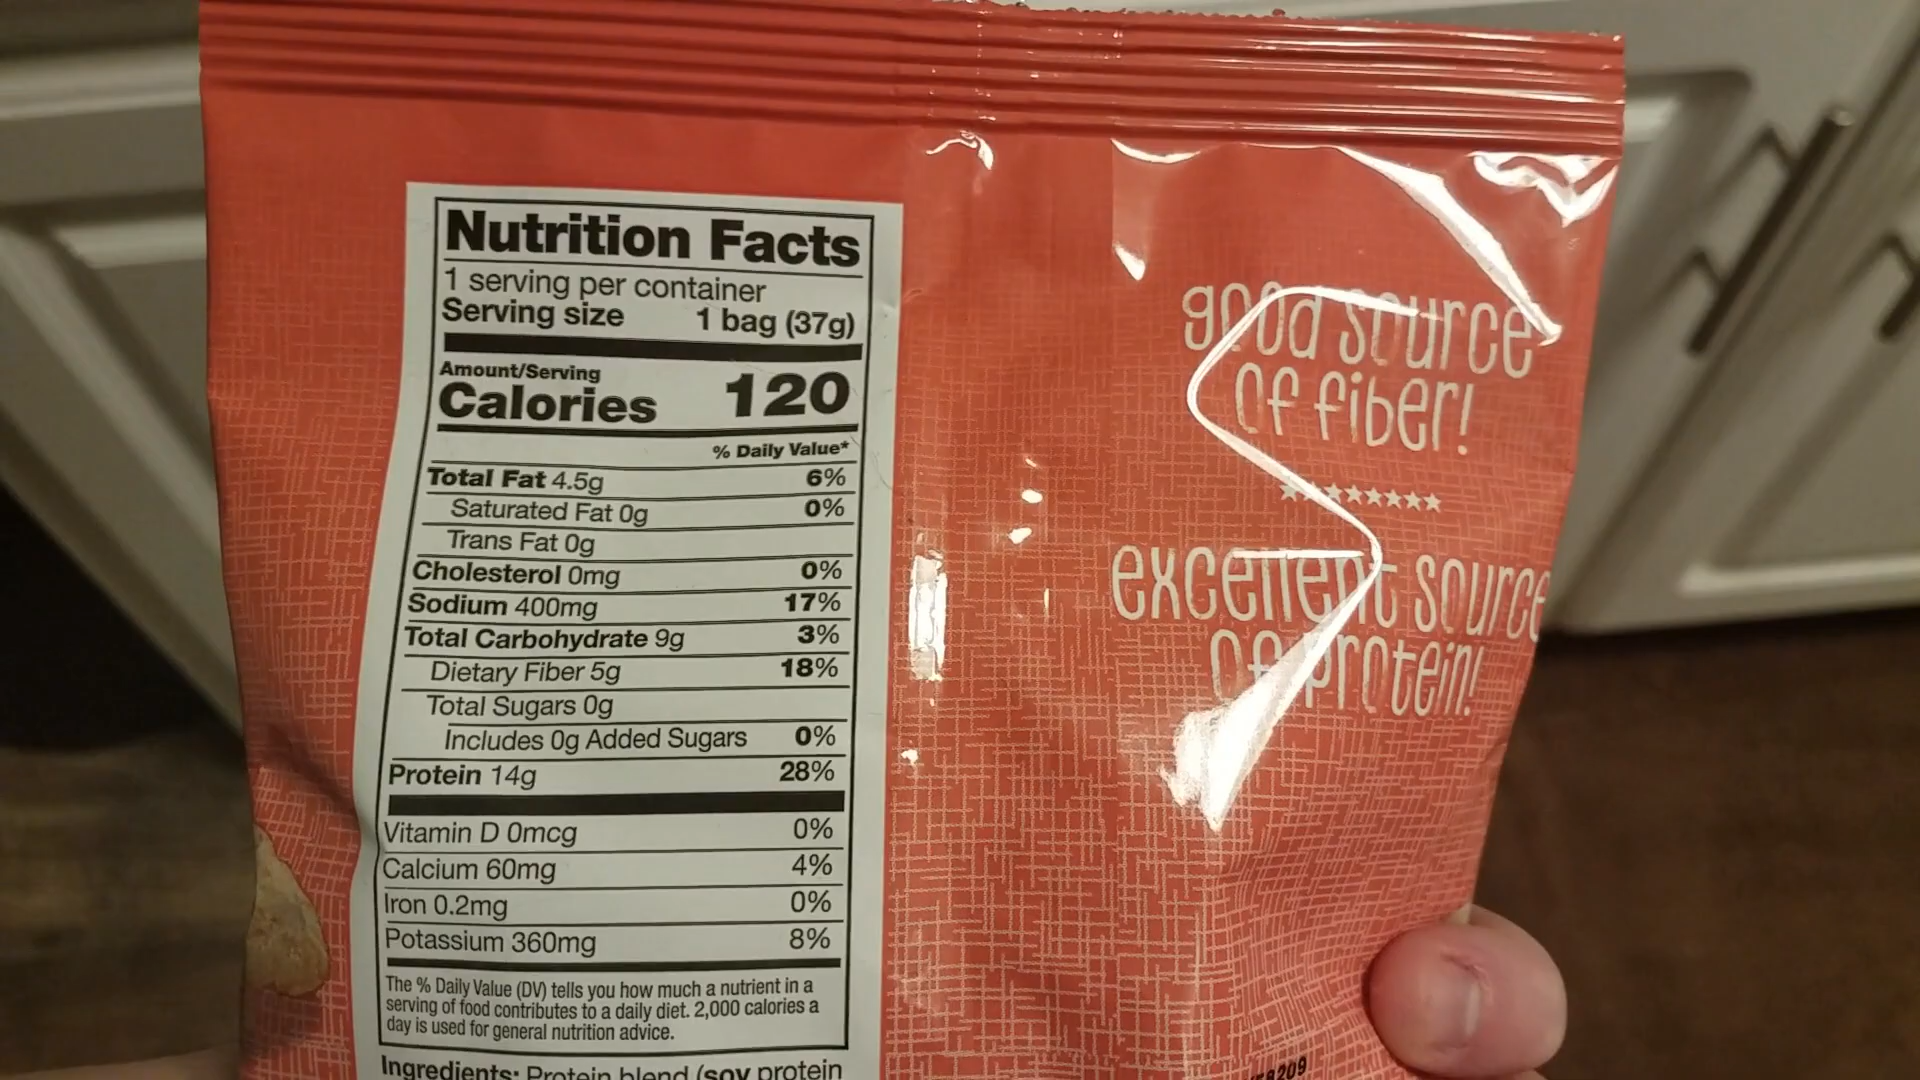 Nutrition Facts
1 serving per container
Serving size 1 bag (37g)
Amount/Serving
Calories 120
% Daily Value*
Total Fat 4.5g 6%
Saturated Fat 0g 0%
Trans Fat 0g
Cholesterol 0mg 0%
Sodium 400mg 17%
Total Carbohydrate 9g 3%
Dietary Fiber 5g 18%
Total Sugars 0g
Includes 0g Added Sugars 0%
Protein 14g 28%
Vitamin D 0mcg 0%
Calcium 60mg 4%
Iron 0.2mg 0%
Potassium 360mg 8%
The % Daily Value (DV) tells you how much a nutrient in a
serving of food contributes to a daily diet. 2,000 calories a
day is used for general nutrition advice.
Ingredients: Protein blend (soy protein
good source
of fiber!
excellent source
of protein!